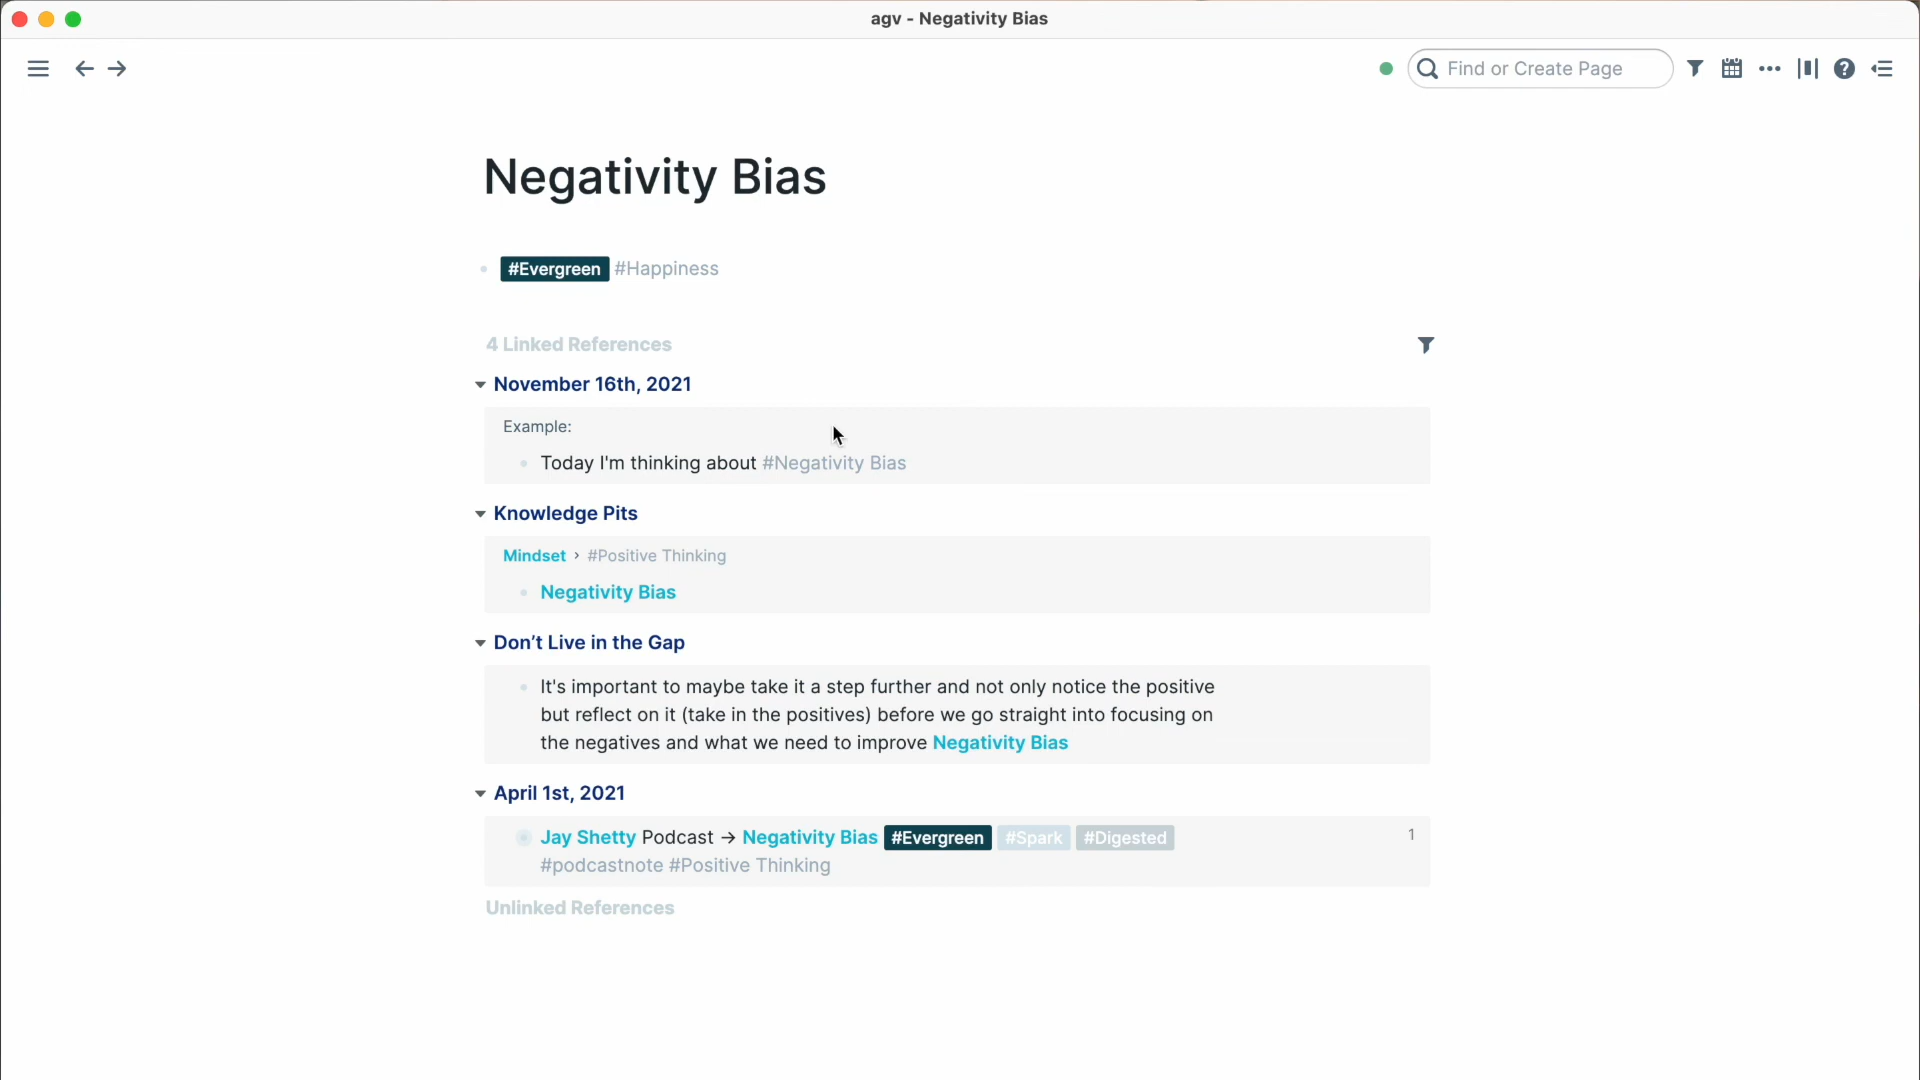 agv - Negativity Bias
Find or Create Page
Negativity Bias
#Evergreen #Happiness
4 Linked References
November 16th, 2021
Example:
Today I'm thinking about #Negativity Bias
Knowledge Pits
Mindset › #Positive Thinking
Negativity Bias
Don’t Live in the Gap
It's important to maybe take it a step further and not only notice the positive
but reflect on it (take in the positives) before we go straight into focusing on
the negatives and what we need to improve Negativity Bias
April 1st, 2021
Jay Shetty Podcast → Negativity Bias #Evergreen #Spark #Digested 1
#podcastnote #Positive Thinking
Unlinked References